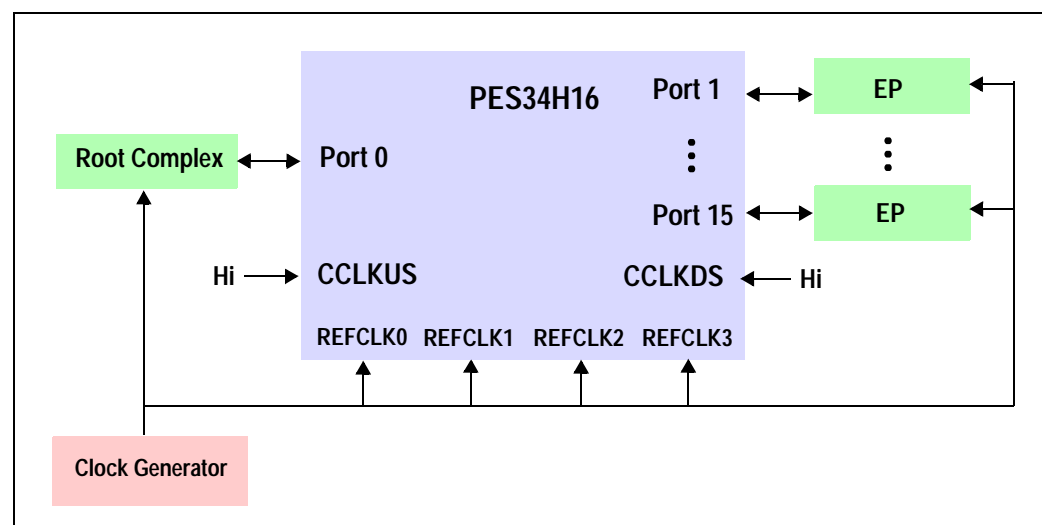 PES34H16
Port 1
EP
Root Complex
Port 0
Port 15
EP
Hi
CCLKUS
CCLKDS
Hi
REFCLK0
REFCLK1
REFCLK2
REFCLK3
Clock Generator